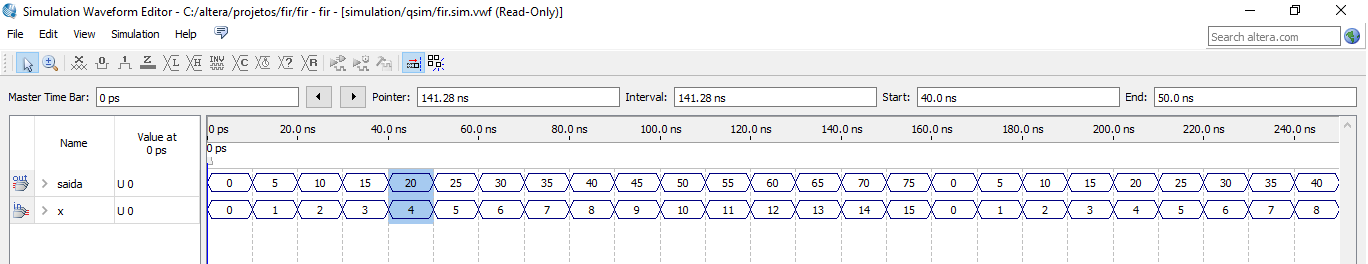 Simulation Waveform Editor - C:/altera/projetos/fir/fir - fir - [simulation/qsim/fir.sim.vwf (Read-Only)]
File Edit View Simulation Help
Search altera.com
Master Time Bar: 0 ps Pointer: 141.28 ns Interval: 141.28 ns Start: 40.0 ns End: 50.0 ns
Name Value at 0 ps
0 ps 20.0 ns 40.0 ns 60.0 ns 80.0 ns 100.0 ns 120.0 ns 140.0 ns 160.0 ns 180.0 ns 200.0 ns 220.0 ns 240.0 ns
0 ps
out saida U 0 0 5 10 15 20 25 30 35 40 45 50 55 60 65 70 75 0 5 10 15 20 25 30 35 40
in x U 0 0 1 2 3 4 5 6 7 8 9 10 11 12 13 14 15 0 1 2 3 4 5 6 7 8